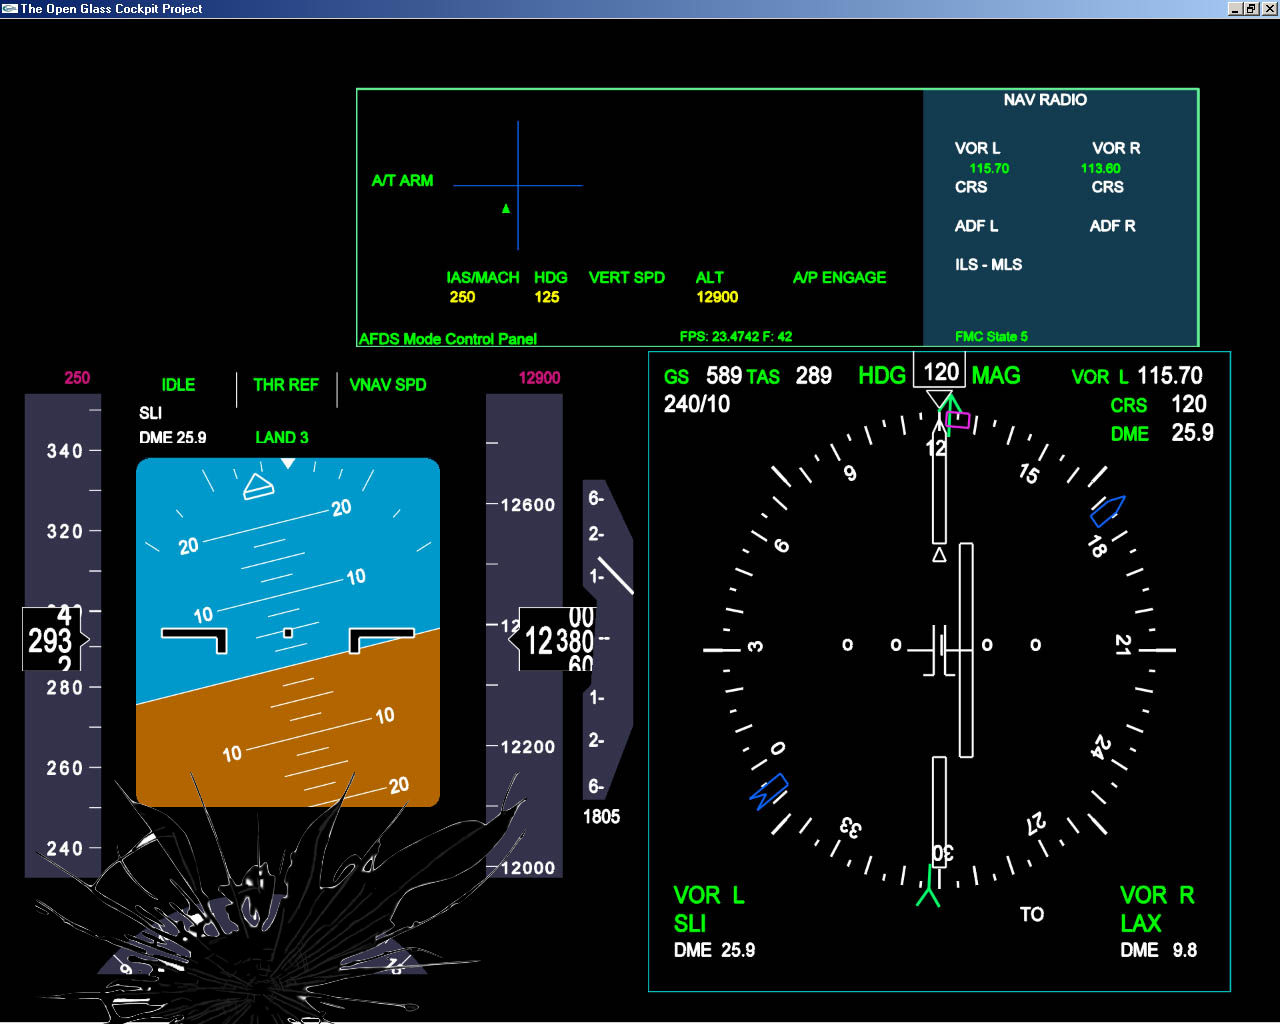 The Open Glass Cockpit Project
NAV RADIO
VOR L VOR R
115.70 113.60
CRS CRS
A/T ARM
ADF L ADF R
ILS - MLS
IAS/MACH HDG VERT SPD ALT A/P ENGAGE
250 125 12900
AFDS Mode Control Panel FPS: 23.4742 F: 42 FMC State 5
250 IDLE THR REF VNAV SPD 12900
SLI
DME 25.9 LAND 3
340
320
293
280
260
240
20 20
10 10
10 10
20
12600
12380
12200
12000
6-
2-
1-
--
1-
2-
6-
1805
9 15
GS 589 TAS 289 HDG 120 MAG VOR L 115.70
240/10 CRS 120
DME 25.9
12
9 15
6 18
3 0 0 0 0 21
0 24
33 27
30
VOR L VOR R
SLI TO LAX
DME 25.9 DME 9.8